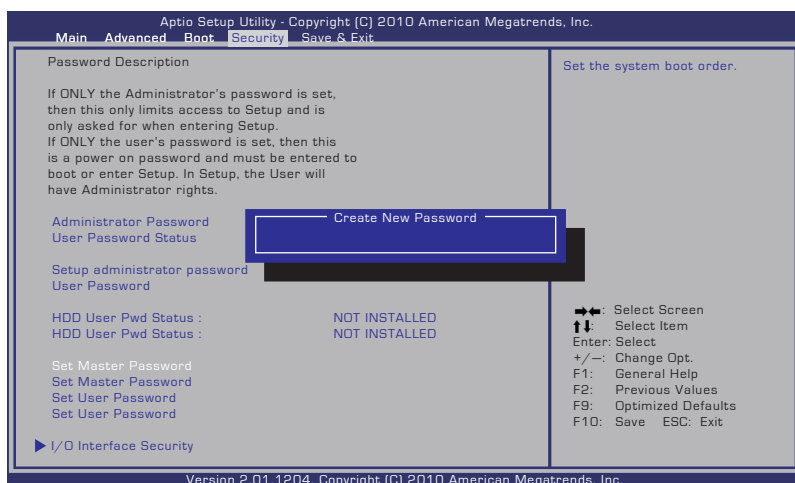 Aptio Setup Utility - Copyright (C) 2010 American Megatrends, Inc.
Main Advanced Boot Security Save & Exit
Password Description
If ONLY the Administrator's password is set,
then this only limits access to Setup and is
only asked for when entering Setup.
If ONLY the user's password is set, then this
is a power on password and must be entered to
boot or enter Setup. In Setup, the User will
have Administrator rights.
Administrator Password
User Password Status
Create New Password
Setup administrator password
User Password
HDD User Pwd Status : NOT INSTALLED
HDD User Pwd Status : NOT INSTALLED
Set Master Password
Set Master Password
Set User Password
Set User Password
I/O Interface Security
Set the system boot order.
→←: Select Screen
↑↓: Select Item
Enter: Select
+/—: Change Opt.
F1: General Help
F2: Previous Values
F9: Optimized Defaults
F10: Save ESC: Exit
Version 2.01.1204. Copyright (C) 2010 American Megatrends, Inc.